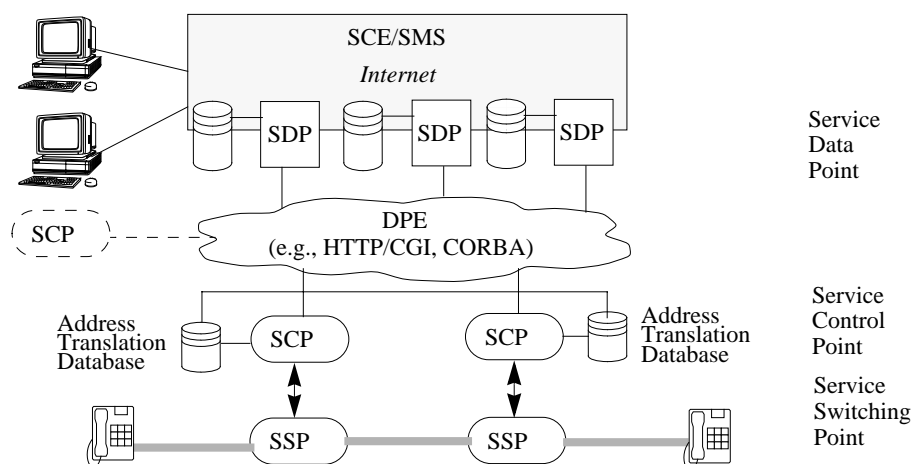 SCE/SMS
Internet
SDP
SDP
SDP
Service
Data
Point
SCP
DPE
(e.g., HTTP/CGI, CORBA)
Address
Translation
Database
SCP
SCP
Address
Translation
Database
Service
Control
Point
SSP
SSP
Service
Switching
Point